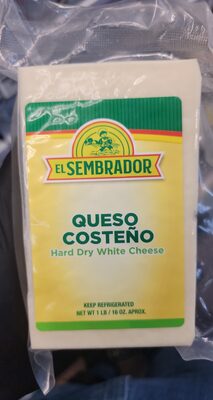 EL SEMBRADOR
QUESO
COSTEÑO
Hard Dry White Cheese
KEEP REFRIGERATED
NET WT 1 LB / 16 OZ. APROX.